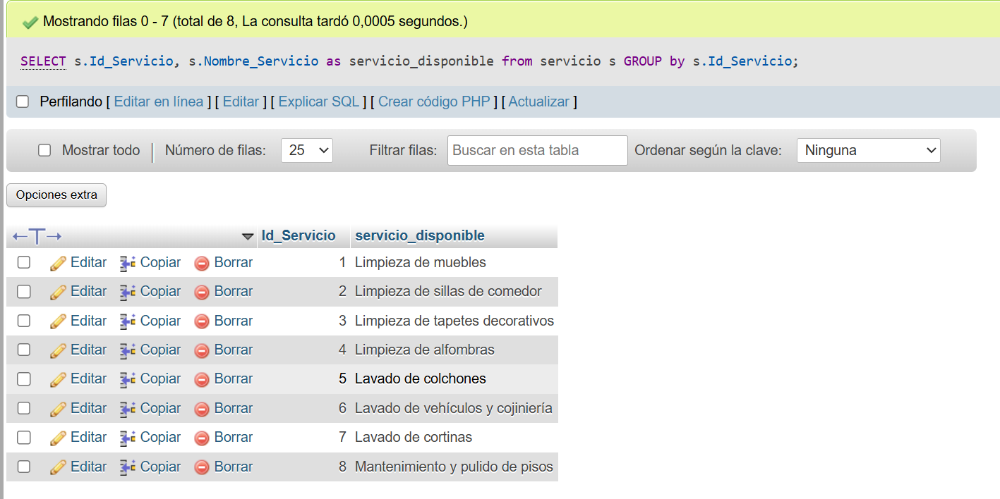 Mostrando filas 0 - 7 (total de 8, La consulta tardó 0,0005 segundos.)
SELECT s.Id_Servicio, s.Nombre_Servicio as servicio_disponible from servicio s GROUP by s.Id_Servicio;
Perfilando [ Editar en línea ] [ Editar ] [ Explicar SQL ] [ Crear código PHP ] [ Actualizar ]
Mostrar todo Número de filas: 25 Filtrar filas: Buscar en esta tabla Ordenar según la clave: Ninguna
Opciones extra
←T→ Id_Servicio servicio_disponible
Editar Copiar Borrar 1 Limpieza de muebles
Editar Copiar Borrar 2 Limpieza de sillas de comedor
Editar Copiar Borrar 3 Limpieza de tapetes decorativos
Editar Copiar Borrar 4 Limpieza de alfombras
Editar Copiar Borrar 5 Lavado de colchones
Editar Copiar Borrar 6 Lavado de vehículos y cojiniería
Editar Copiar Borrar 7 Lavado de cortinas
Editar Copiar Borrar 8 Mantenimiento y pulido de pisos